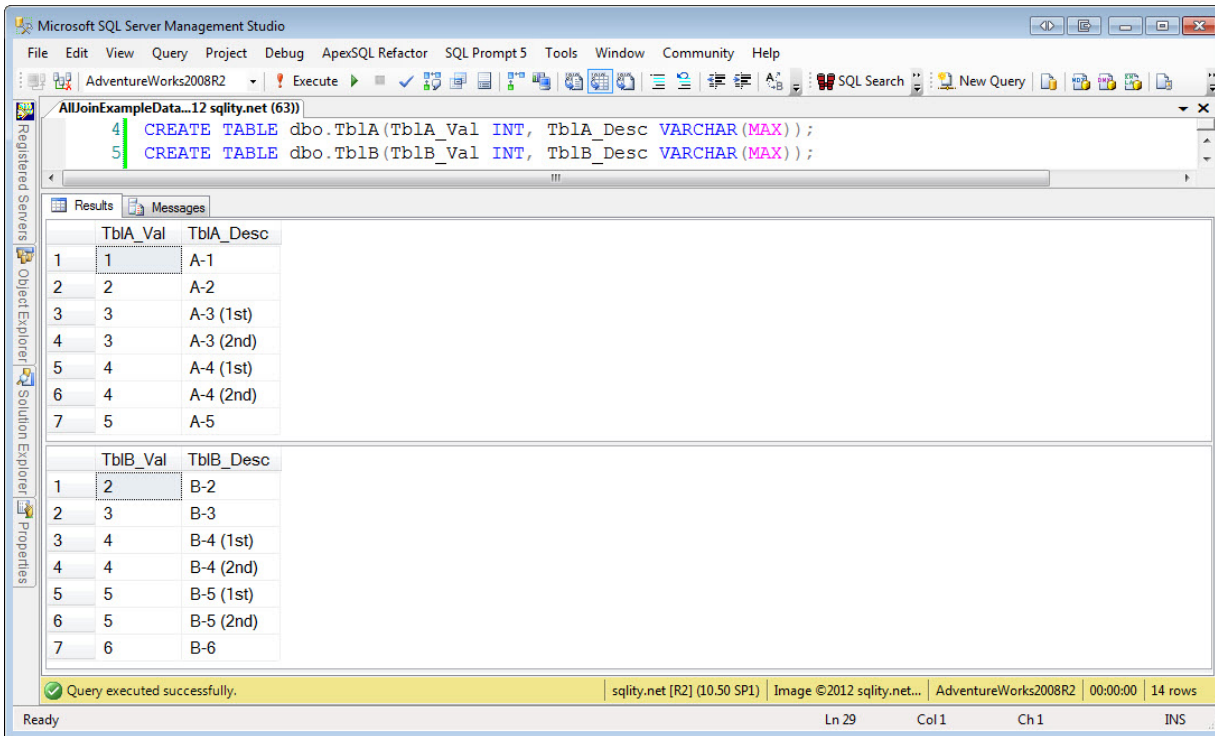 Microsoft SQL Server Management Studio
File Edit View Query Project Debug ApexSQL Refactor SQL Prompt 5 Tools Window Community Help
AdventureWorks2008R2 Execute SQL Search New Query
AllJoinExampleData...12 sqlity.net (63))
4 CREATE TABLE dbo.TblA(TblA_Val INT, TblA_Desc VARCHAR(MAX));
5 CREATE TABLE dbo.TblB(TblB_Val INT, TblB_Desc VARCHAR(MAX));
Registered Servers
Object Explorer
Solution Explorer
Properties
Results Messages
TblA_Val TblA_Desc
1 1 A-1
2 2 A-2
3 3 A-3 (1st)
4 3 A-3 (2nd)
5 4 A-4 (1st)
6 4 A-4 (2nd)
7 5 A-5
TblB_Val TblB_Desc
1 2 B-2
2 3 B-3
3 4 B-4 (1st)
4 4 B-4 (2nd)
5 5 B-5 (1st)
6 5 B-5 (2nd)
7 6 B-6
Query executed successfully. sqlity.net [R2] (10.50 SP1) Image ©2012 sqlity.net... AdventureWorks2008R2 00:00:00 14 rows
Ready Ln 29 Col 1 Ch 1 INS